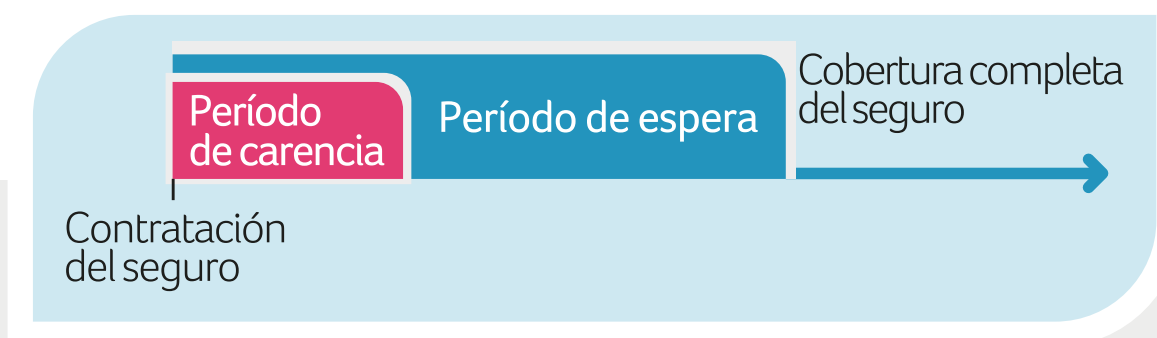 Período
de carencia
Período de espera
Cobertura completa
del seguro
Contratación
del seguro